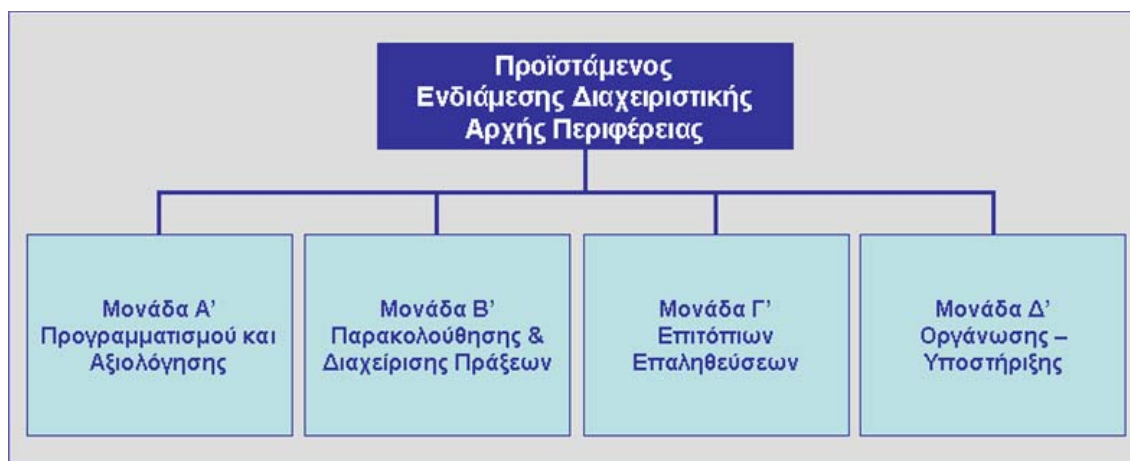 Προϊστάμενος
Ενδιάμεσης Διαχειριστικής
Αρχής Περιφέρειας
Μονάδα Α’
Προγραμματισμού και
Αξιολόγησης
Μονάδα Β’
Παρακολούθησης &
Διαχείρισης Πράξεων
Μονάδα Γ’
Επιτόπιων
Επαληθεύσεων
Μονάδα Δ’
Οργάνωσης –
Υποστήριξης